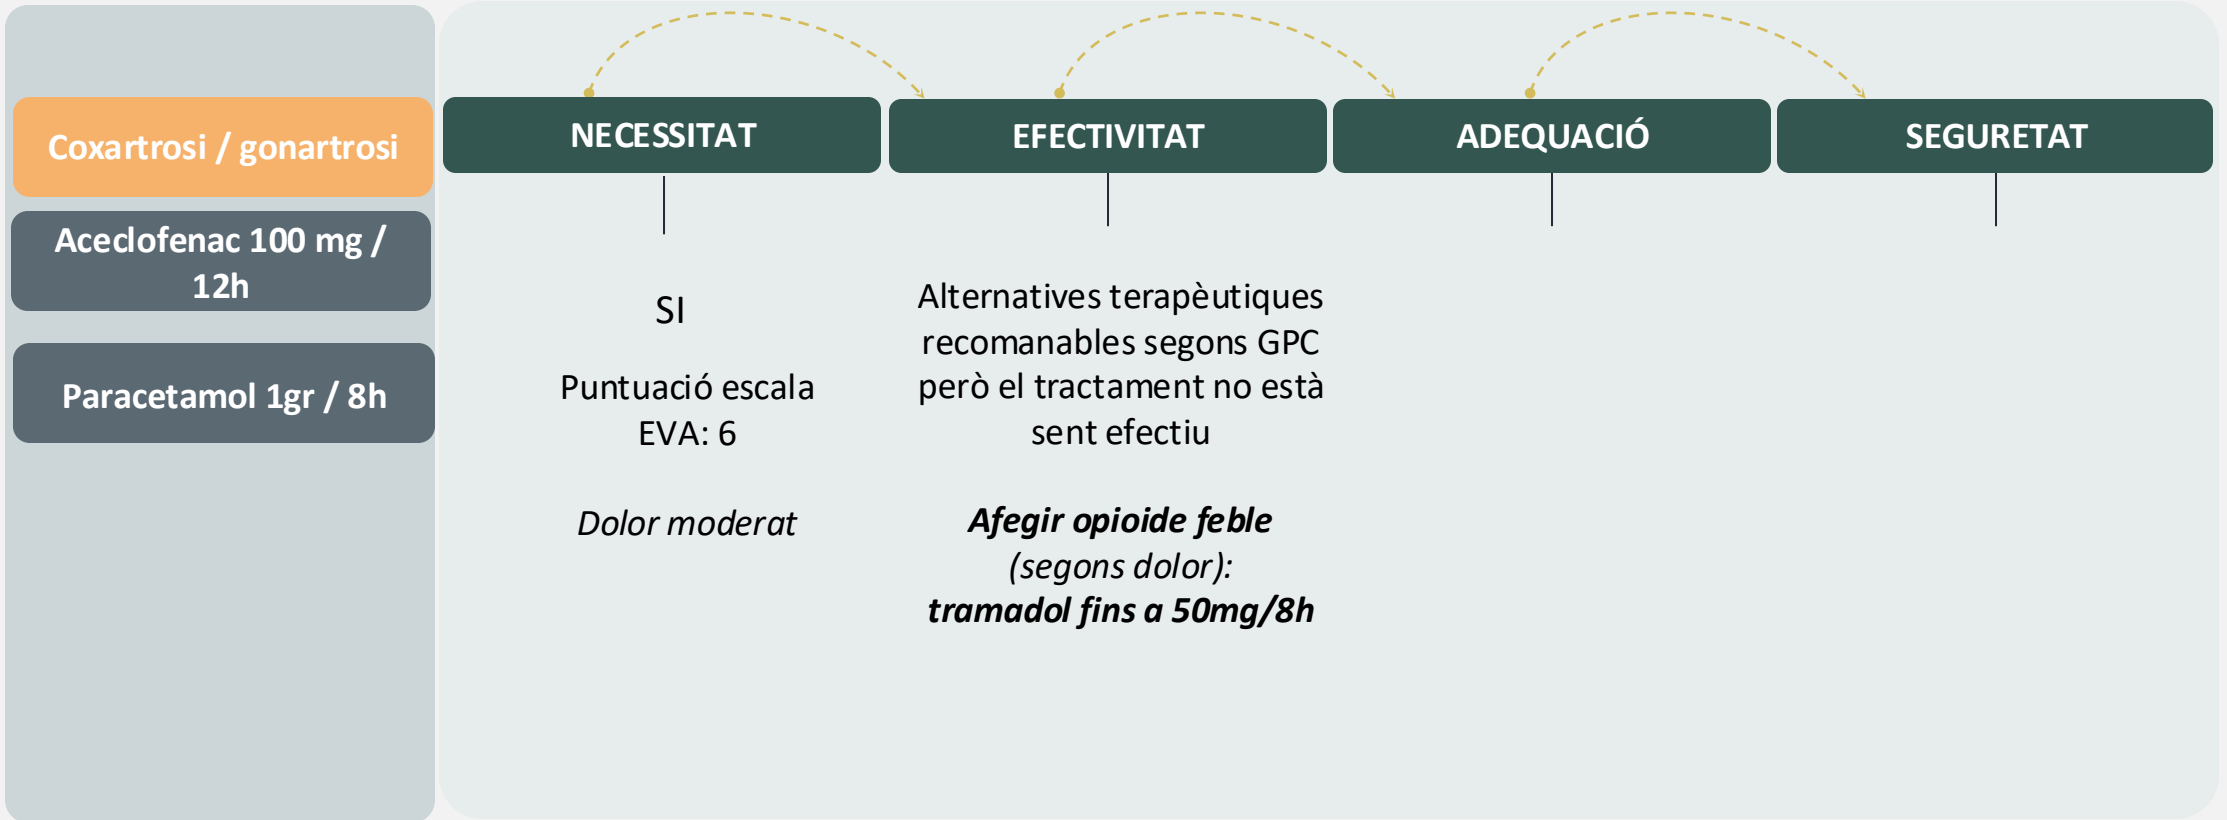 Coxartrosi / gonartrosi
Aceclofenac 100 mg /
12h
Paracetamol 1gr / 8h
NECESSITAT
SI
Puntuació escala
EVA: 6
Dolor moderat
EFECTIVITAT
Alternatives terapèutiques
recomanables segons GPC
però el tractament no està
sent efectiu
Afegir opioide feble
(segons dolor):
tramadol fins a 50mg/8h
ADEQUACIÓ
SEGURETAT